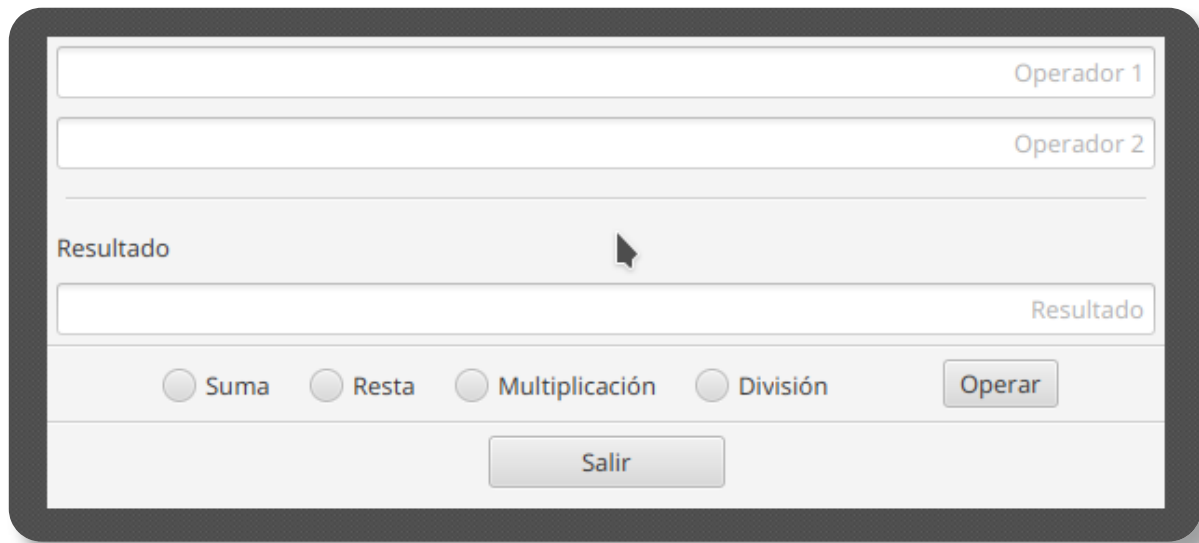 Operador 1
Operador 2
Resultado
Resultado
Suma Resta Multiplicación División Operar
Salir